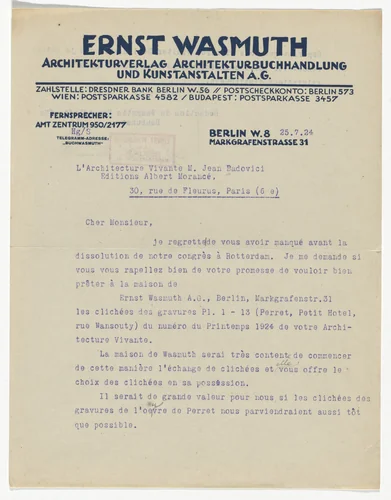 ERNST WASMUTH
ARCHITEKTURVERLAG ARCHITEKTURBUCHHANDLUNG
UND KUNSTANSTALTEN A.G.
ZAHLSTELLE: DRESDNER BANK BERLIN W.56 // POSTSCHECKKONTO: BERLIN 573
WIEN: POSTSPARKASSE 4582 / BUDAPEST: POSTSPARKASSE 3457
FERNSPRECHER:
AMT ZENTRUM 950/2177
Hg/S
TELEGRAMM-ADRESSE:
"BUCHWASMUTH"
BERLIN W.8 25.7.24
MARKGRAFENSTRASSE 31
L'Architecture Vivante M. Jean Badovici
Editions Albert Morancé.
30, rue de Fleurus, Paris (6 e)
Cher Monsieur,
je regrette de vous avoir manqué avant la
dissolution de notre congrès à Rotterdam. Je me demande si
vous vous rappelez bien de votre promesse de vouloir bien
prêter à la maison de
Ernst Wasmuth A.G., Berlin, Markgrafenstr.31
les clichées des gravures Pl. 1 - 13 (Perret, Petit Hotel,
rue Nansouty) du numéro du Printemps 1924 de votre Archi-
tecture Vivante.
La maison de Wasmuth serai très content de commencer
de cette manière l'échange de clichées et elle vous offre le
choix des clichées en sa possession.
Il serait de grande valeur pour nous si les clichées des
gravures de l'oevre de Perret nous parviendraient aussi tôt
que possible.